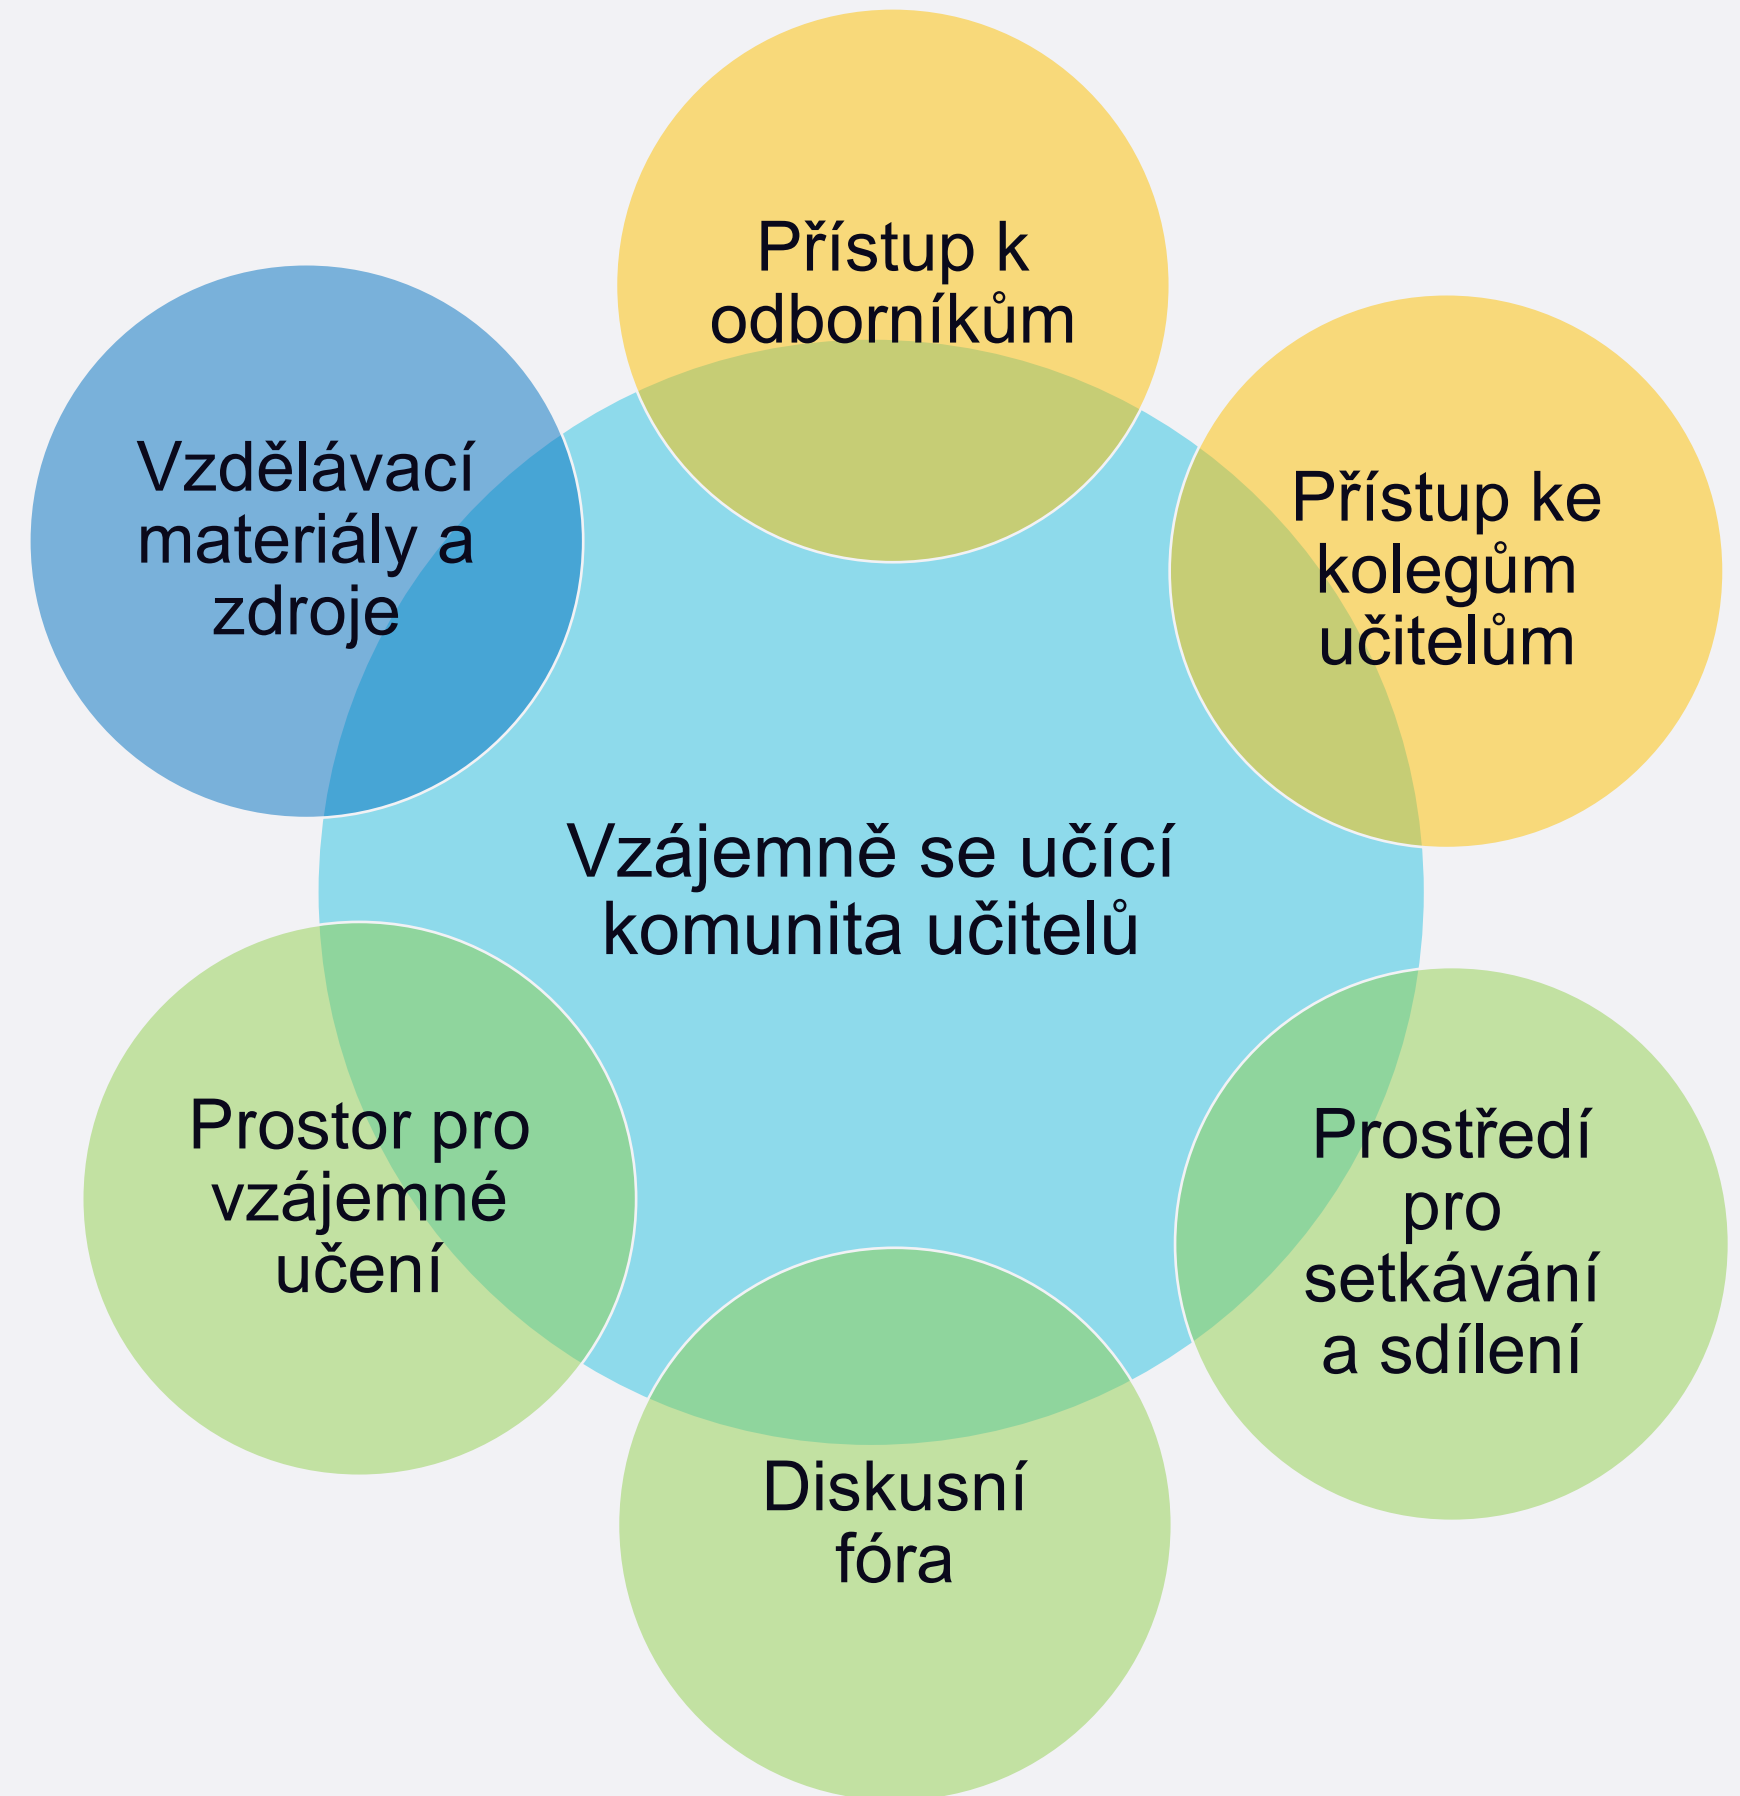 Přístup k
odborníkům
Vzdělávací
materiály a
zdroje
Přístup ke
kolegům
učitelům
Vzájemně se učící
komunita učitelů
Prostor pro
vzájemné
učení
Prostředí
pro
setkávání
a sdílení
Diskusní
fóra